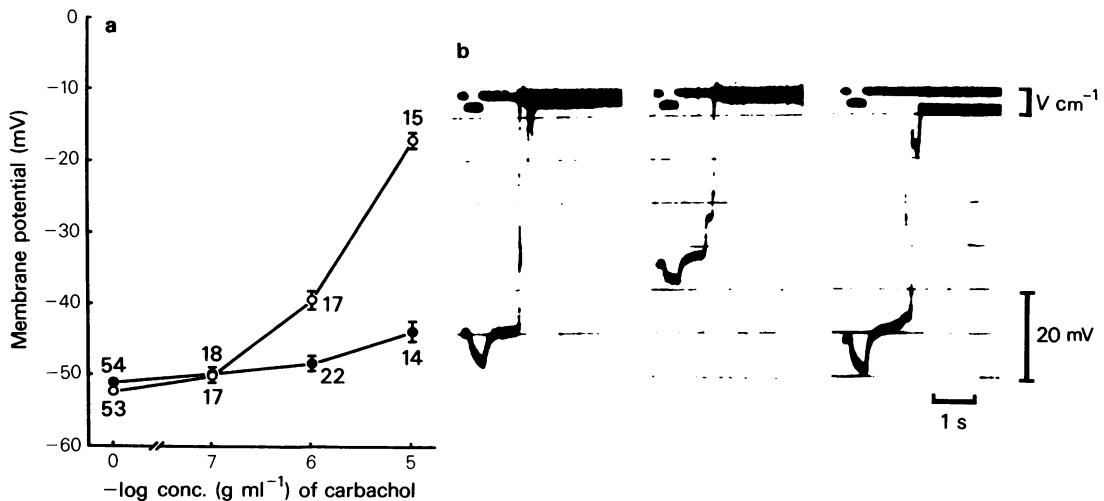 a
Membrane potential (mV)
0
−10
−20
−30
−40
−50
−60
54
53
18
17
17
22
15
14
0
7
6
5
−log conc. (g ml⁻¹) of carbachol
b
V cm⁻¹
20 mV
1 s